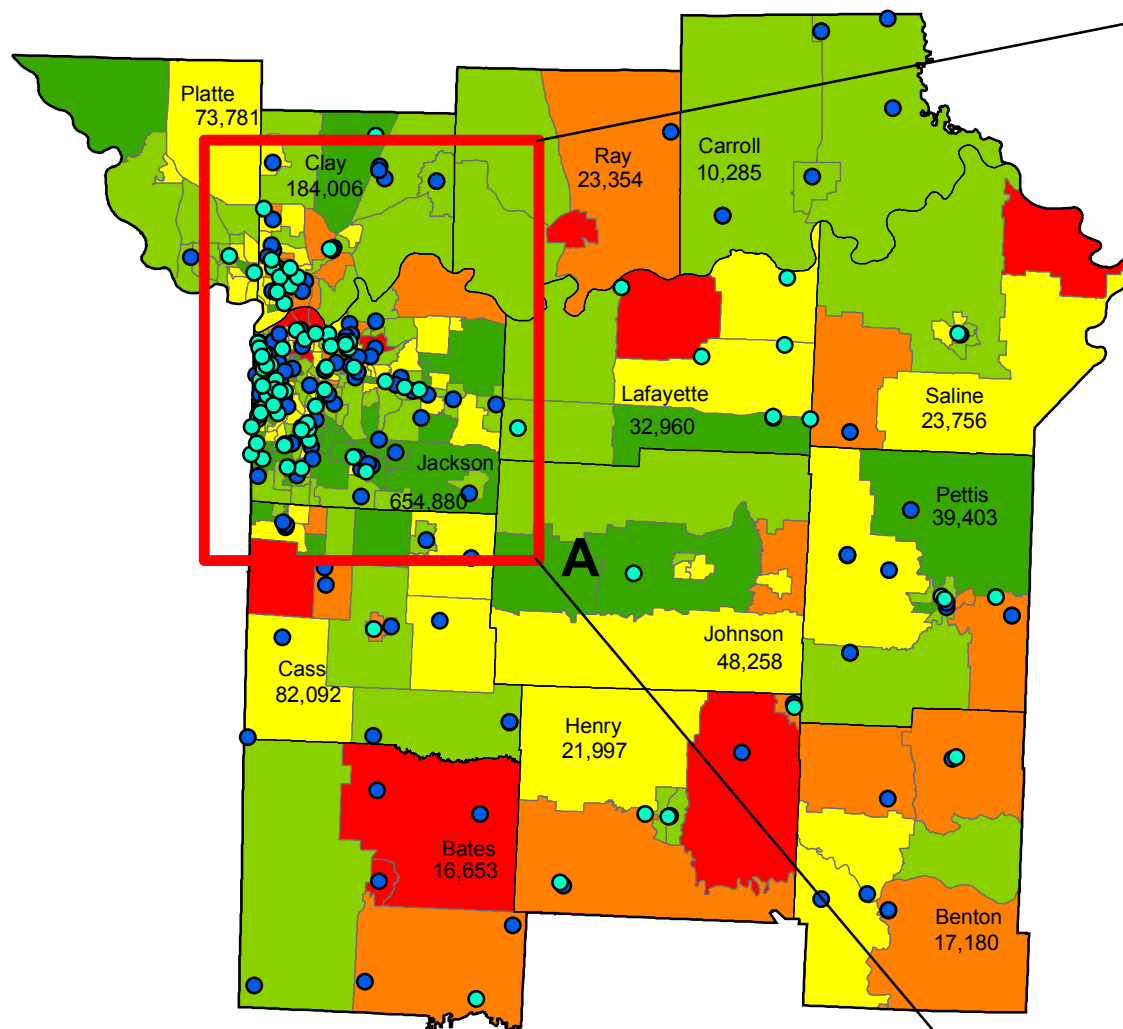 Platte
73,781
Clay
184,006
Ray
23,354
Carroll
10,285
Lafayette
32,960
Saline
23,756
Jackson
654,880
Pettis
39,403
A
Johnson
48,258
Cass
82,092
Henry
21,997
Bates
16,653
Benton
17,180